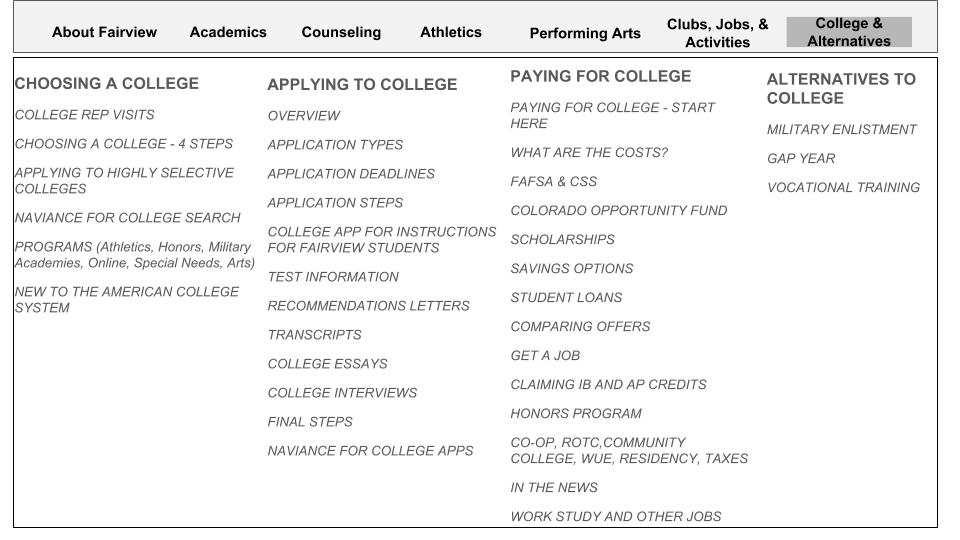 About Fairview
Academics
Counseling
Athletics
Performing Arts
Clubs, Jobs, &
Activities
College &
Alternatives
CHOOSING A COLLEGE
COLLEGE REP VISITS
CHOOSING A COLLEGE - 4 STEPS
APPLYING TO HIGHLY SELECTIVE
COLLEGES
NAVIANCE FOR COLLEGE SEARCH
PROGRAMS (Athletics, Honors, Military
Academies, Online, Special Needs, Arts)
NEW TO THE AMERICAN COLLEGE
SYSTEM
APPLYING TO COLLEGE
OVERVIEW
APPLICATION TYPES
APPLICATION DEADLINES
APPLICATION STEPS
COLLEGE APP FOR INSTRUCTIONS
FOR FAIRVIEW STUDENTS
TEST INFORMATION
RECOMMENDATIONS LETTERS
TRANSCRIPTS
COLLEGE ESSAYS
COLLEGE INTERVIEWS
FINAL STEPS
NAVIANCE FOR COLLEGE APPS
PAYING FOR COLLEGE
PAYING FOR COLLEGE - START
HERE
WHAT ARE THE COSTS?
FAFSA & CSS
COLORADO OPPORTUNITY FUND
SCHOLARSHIPS
SAVINGS OPTIONS
STUDENT LOANS
COMPARING OFFERS
GET A JOB
CLAIMING IB AND AP CREDITS
HONORS PROGRAM
CO-OP, ROTC,COMMUNITY
COLLEGE, WUE, RESIDENCY, TAXES
IN THE NEWS
WORK STUDY AND OTHER JOBS
ALTERNATIVES TO
COLLEGE
MILITARY ENLISTMENT
GAP YEAR
VOCATIONAL TRAINING